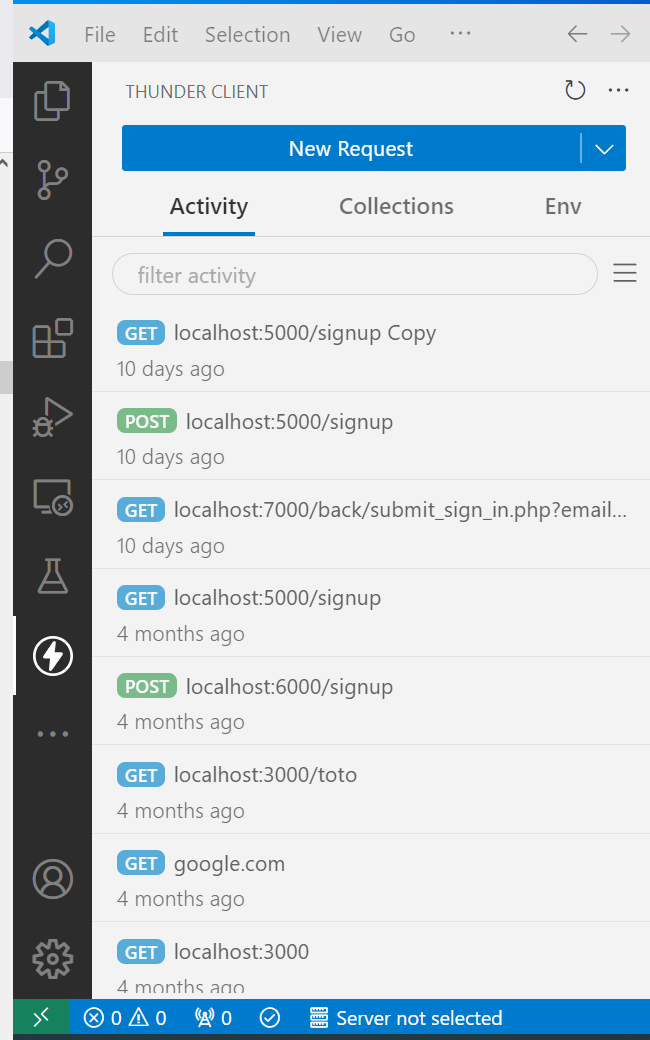 File Edit Selection View Go ...
THUNDER CLIENT
New Request
Activity Collections Env
filter activity
GET localhost:5000/signup Copy
10 days ago
POST localhost:5000/signup
10 days ago
GET localhost:7000/back/submit_sign_in.php?email...
10 days ago
GET localhost:5000/signup
4 months ago
POST localhost:6000/signup
4 months ago
GET localhost:3000/toto
4 months ago
GET google.com
4 months ago
GET localhost:3000
4 months ago
0 0 0 Server not selected